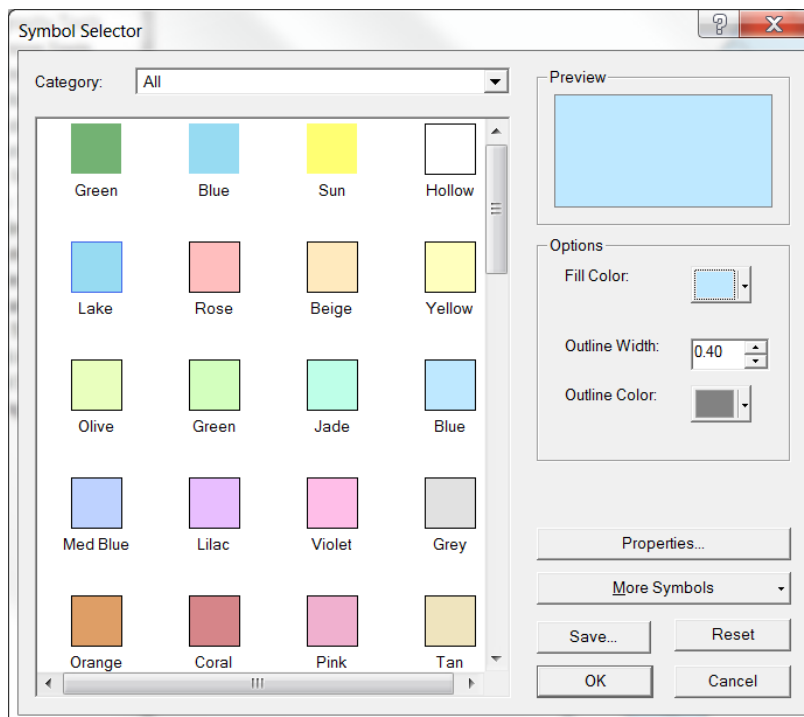 Symbol Selector
Category: All
Green Blue Sun Hollow
Lake Rose Beige Yellow
Olive Green Jade Blue
Med Blue Lilac Violet Grey
Orange Coral Pink Tan
Preview
Options
Fill Color:
Outline Width: 0.40
Outline Color:
Properties...
More Symbols
Save... Reset
OK Cancel